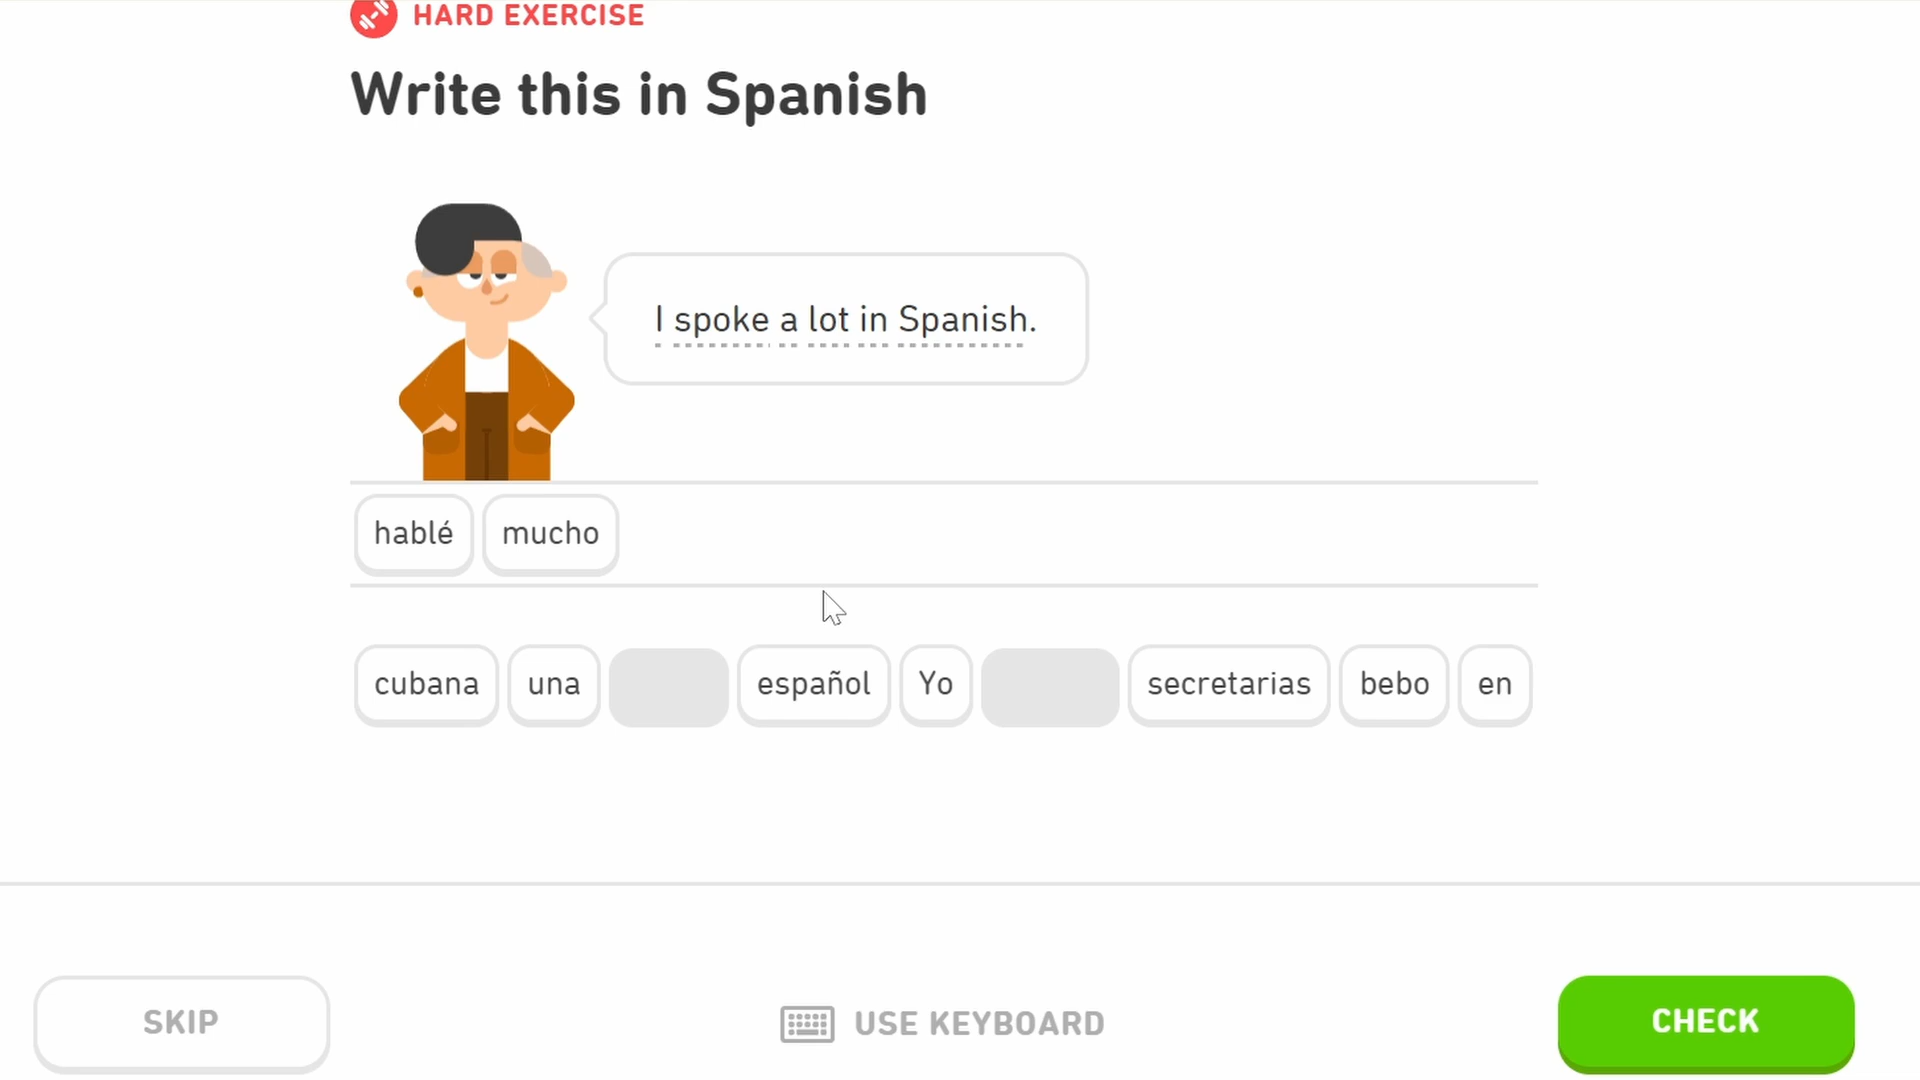 HARD EXERCISE
Write this in Spanish
I spoke a lot in Spanish.
hablé mucho
cubana una español Yo secretarias bebo en
SKIP USE KEYBOARD CHECK